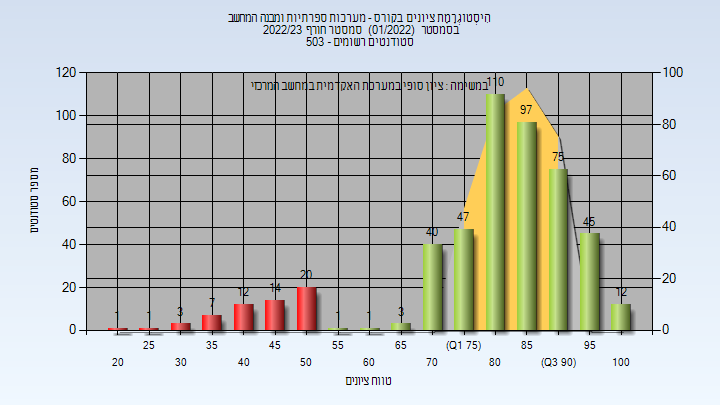 היסטוגרמת ציונים בקורס - מערכות ספרתיות ומבנה המחשב
בסמסטר (01/2022) סמסטר חורף 2022/23
סטודנטים רשומים - 503
במשימה : ציון סופי במערכת האקדמית במחשב המרכזי
מספר סטודנטים
120 100 80 60 40 20 0
100 80 60 40 20 0
1 1 3 7 12 14 20 1 1 3 40 47 110 97 75 45 12
25 35 45 55 65 (Q1 75) 85 95
20 30 40 50 60 70 80 (Q3 90) 100
טווח ציונים